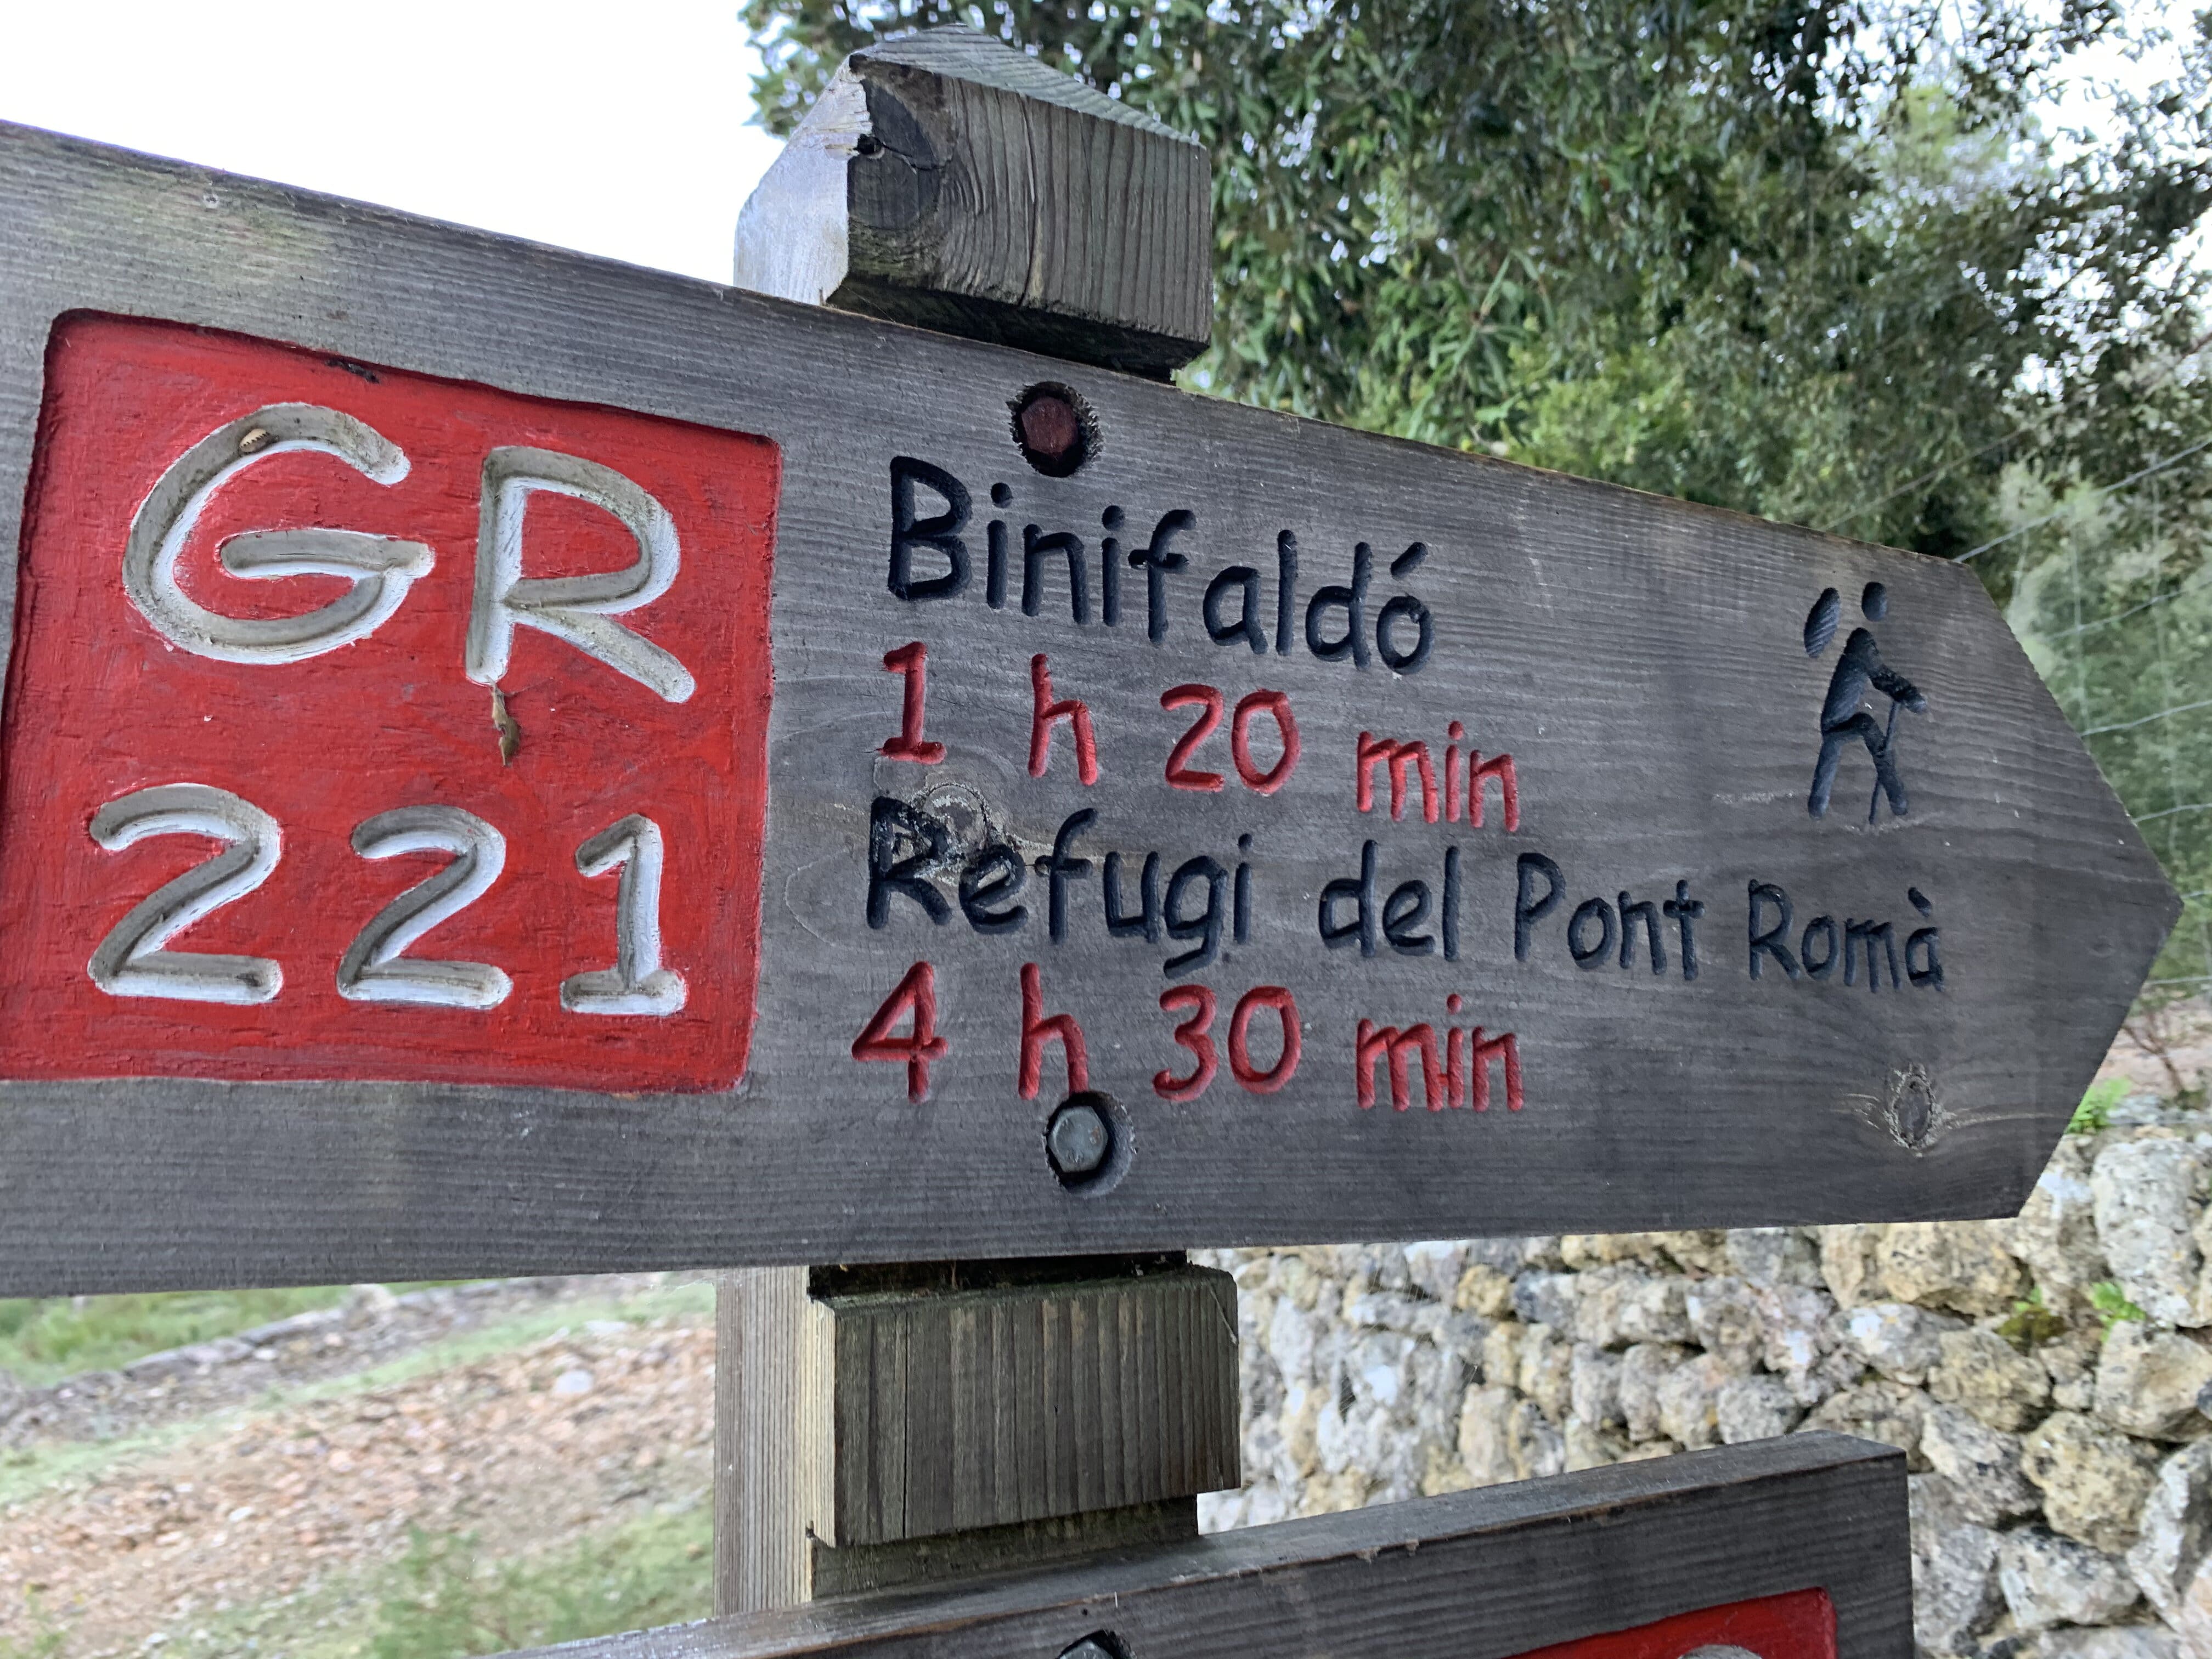 GR
221
Binifaldó
1 h 20 min
Refugi del Pont Romà
4 h 30 min